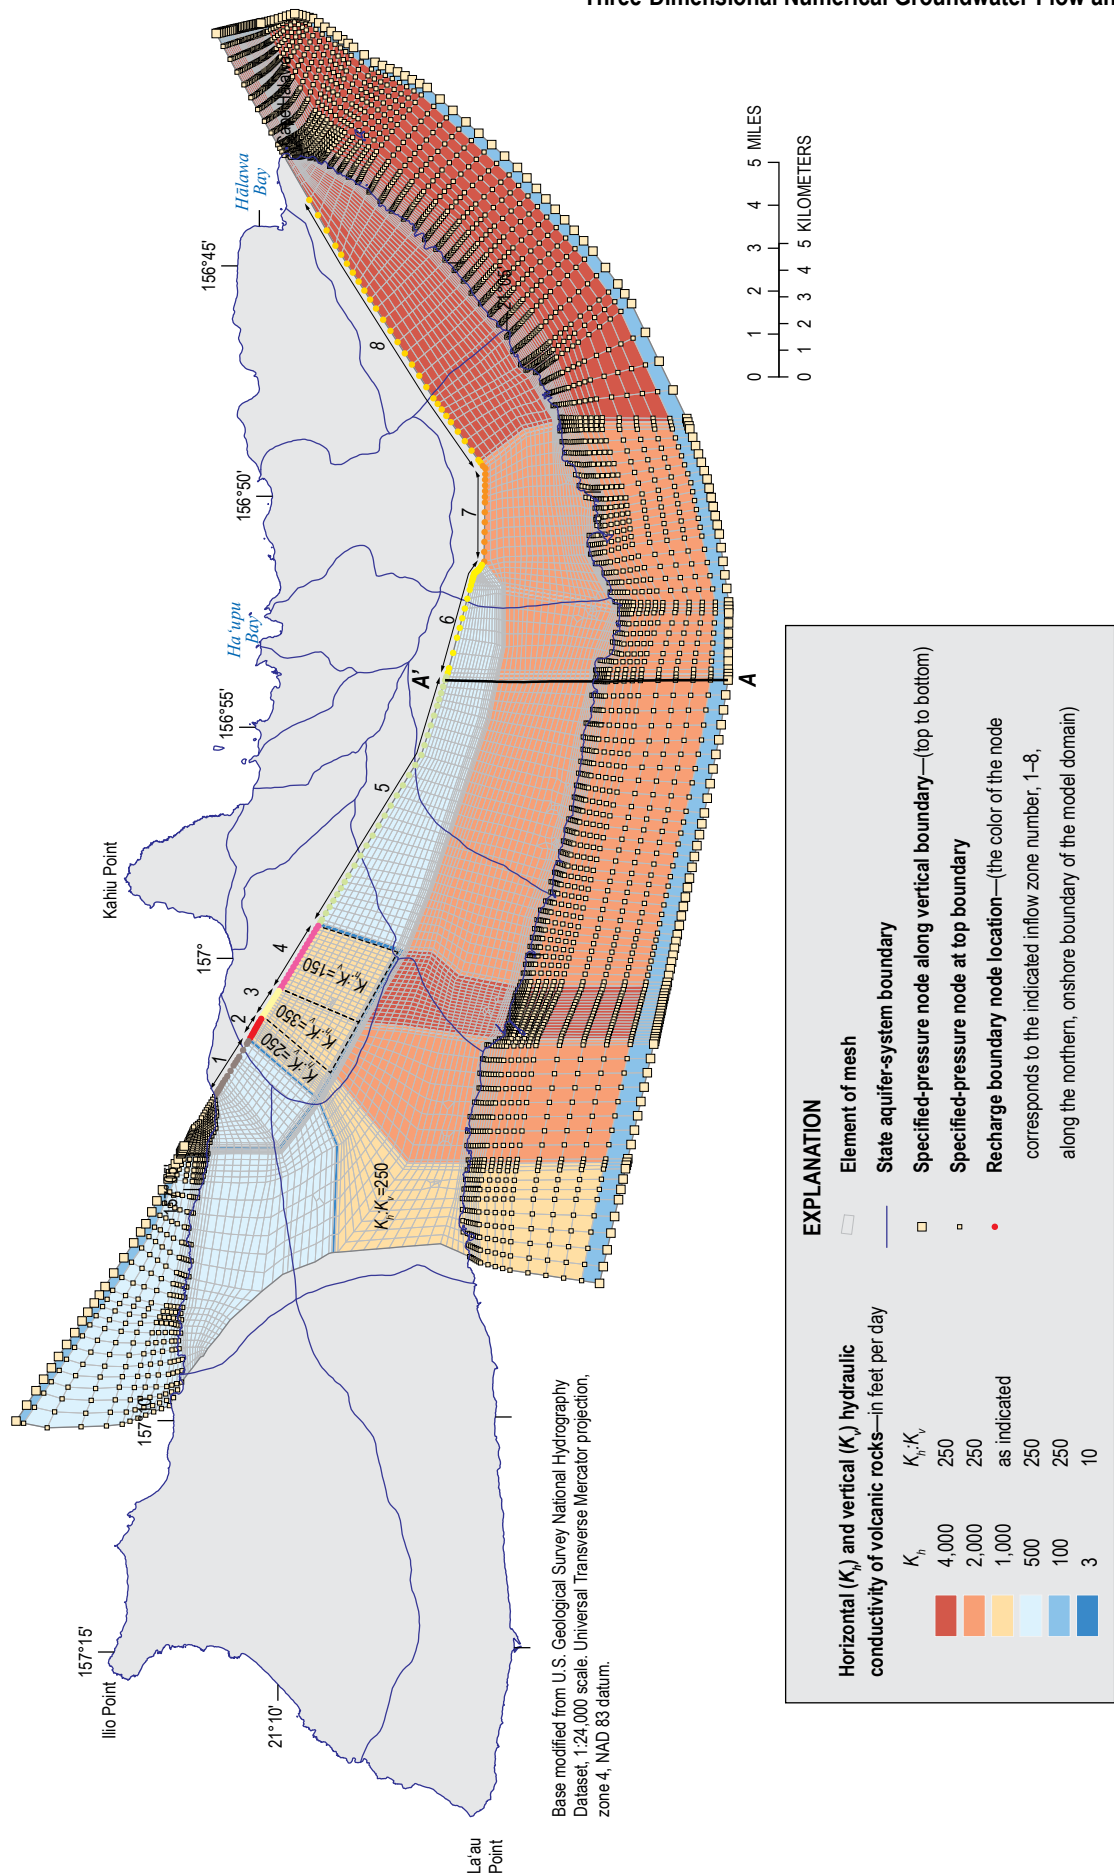 Three-Dimensional Numerical Groundwater Flow an
Hālawa
Bay
Cape Halawa
156°45'
156°50'
Haʻupu
Bay
156°55'
Kahiu Point
157°
157°15'
Ilio Point
21°10'
Laʻau
Point
1
2
3
4
5
6
7
8
Kh:Kv=250
Kh:Kv=350
Kh:Kv=150
Kh:Kv=250
A'
A
0 1 2 3 4 5 MILES
0 1 2 3 4 5 KILOMETERS
Base modified from U.S. Geological Survey National Hydrography
Dataset, 1:24,000 scale. Universal Transverse Mercator projection,
zone 4, NAD 83 datum.
EXPLANATION
Horizontal (Kh) and vertical (Kv) hydraulic
conductivity of volcanic rocks—in feet per day
Kh Kh:Kv
4,000 250
2,000 250
1,000 as indicated
500 250
100 250
3 10
Element of mesh
State aquifer-system boundary
Specified-pressure node along vertical boundary—(top to bottom)
Specified-pressure node at top boundary
Recharge boundary node location—(the color of the node
corresponds to the indicated inflow zone number, 1–8,
along the northern, onshore boundary of the model domain)